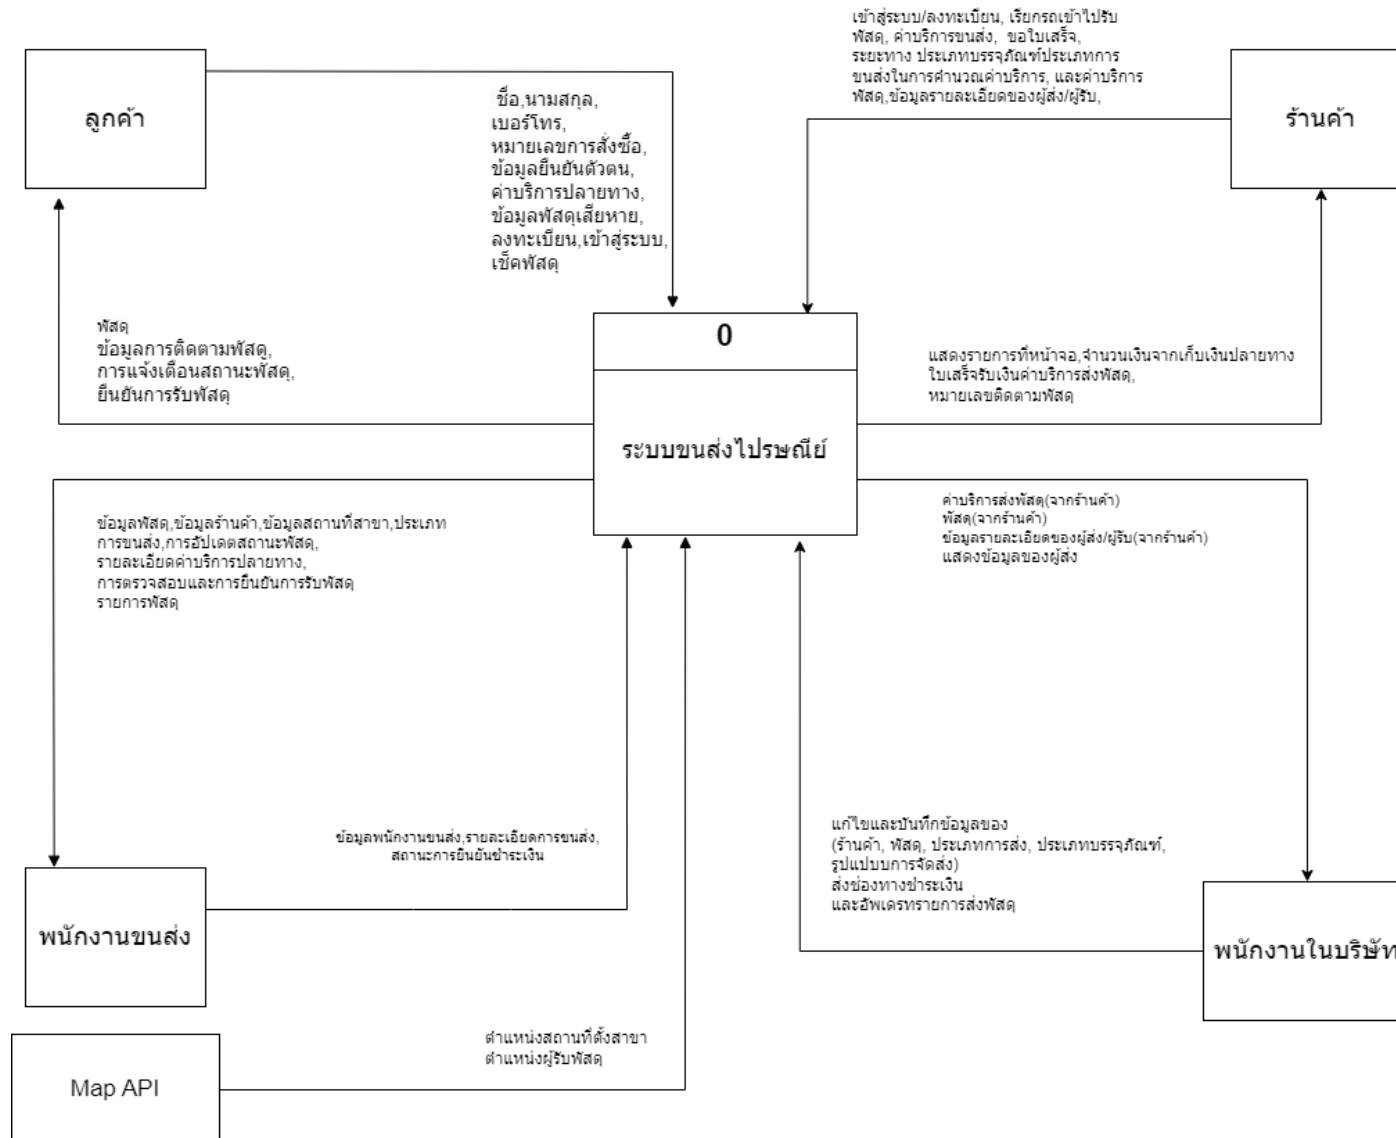 เข้าสู่ระบบ/ลงทะเบียน, เรียกรถเข้าไปรับ
พัสดุ, ค่าบริการขนส่ง, ขอใบเสร็จ,
ระยะทาง ประเภทบรรจุภัณฑ์ประเภทการ
ขนส่งในการคำนวณค่าบริการ, และค่าบริการ
พัสดุ,ข้อมูลรายละเอียดของผู้ส่ง/ผู้รับ,
ลูกค้า
ร้านค้า
ชื่อ,นามสกุล,
เบอร์โทร,
หมายเลขการสั่งซื้อ,
ข้อมูลยืนยันตัวตน,
ค่าบริการปลายทาง,
ข้อมูลพัสดุเสียหาย,
ลงทะเบียน,เข้าสู่ระบบ,
เช็คพัสดุ
พัสดุ
ข้อมูลการติดตามพัสดุ,
การแจ้งเตือนสถานะพัสดุ,
ยืนยันการรับพัสดุ
0
ระบบขนส่งไปรษณีย์
แสดงรายการที่หน้าจอ,จำนวนเงินจากเก็บเงินปลายทาง
ใบเสร็จรับเงินค่าบริการส่งพัสดุ,
หมายเลขติดตามพัสดุ
ข้อมูลพัสดุ,ข้อมูลร้านค้า,ข้อมูลสถานที่สาขา,ประเภท
การขนส่ง,การอัปเดตสถานะพัสดุ,
รายละเอียดค่าบริการปลายทาง,
การตรวจสอบและการยืนยันการรับพัสดุ
รายการพัสดุ
ค่าบริการส่งพัสดุ(จากร้านค้า)
พัสดุ(จากร้านค้า)
ข้อมูลรายละเอียดของผู้ส่ง/ผู้รับ(จากร้านค้า)
แสดงข้อมูลของผู้ส่ง
ข้อมูลพนักงานขนส่ง,รายละเอียดการขนส่ง,
สถานะการยืนยันชำระเงิน
แก้ไขและบันทึกข้อมูลของ
(ร้านค้า, พัสดุ, ประเภทการส่ง, ประเภทบรรจุภัณฑ์,
รูปแปบบการจัดส่ง)
ส่งช่องทางชำระเงิน
และอัพเดรทรายการส่งพัสดุ
พนักงานขนส่ง
พนักงานในบริษัท
ตำแหน่งสถานที่ตั้งสาขา
ตำแหน่งผู้รับพัสดุ
Map API